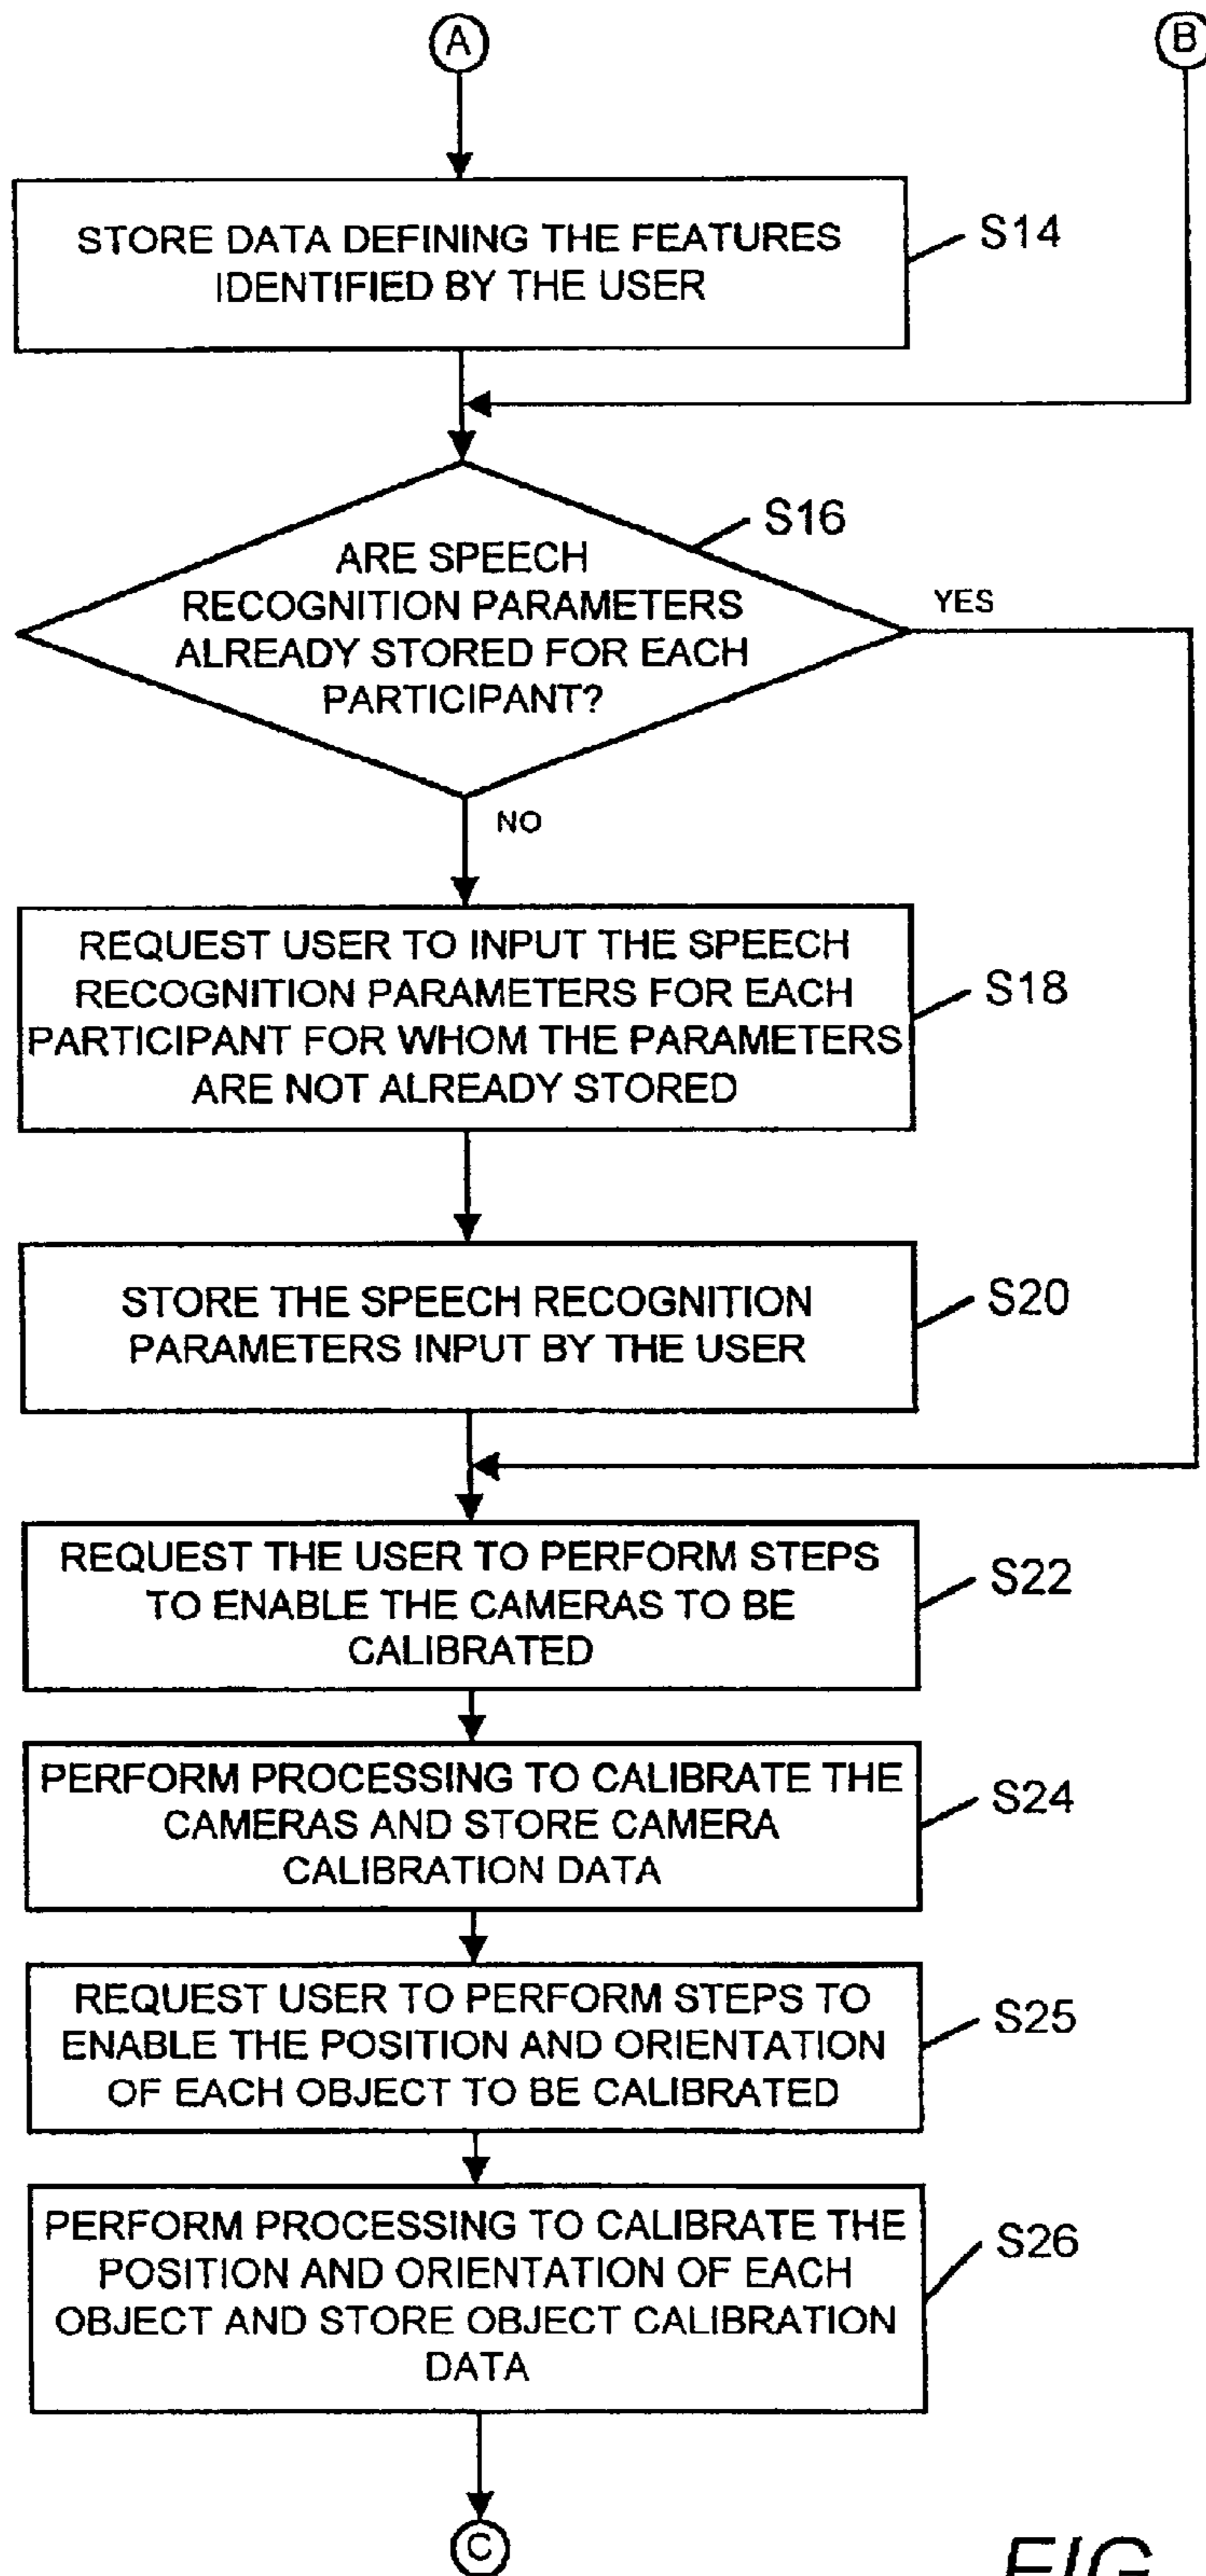 A
B
STORE DATA DEFINING THE FEATURES
IDENTIFIED BY THE USER
S14
S16
ARE SPEECH
RECOGNITION PARAMETERS
ALREADY STORED FOR EACH
PARTICIPANT?
YES
NO
REQUEST USER TO INPUT THE SPEECH
RECOGNITION PARAMETERS FOR EACH
PARTICIPANT FOR WHOM THE PARAMETERS
ARE NOT ALREADY STORED
S18
STORE THE SPEECH RECOGNITION
PARAMETERS INPUT BY THE USER
S20
REQUEST THE USER TO PERFORM STEPS
TO ENABLE THE CAMERAS TO BE
CALIBRATED
S22
PERFORM PROCESSING TO CALIBRATE THE
CAMERAS AND STORE CAMERA
CALIBRATION DATA
S24
REQUEST USER TO PERFORM STEPS TO
ENABLE THE POSITION AND ORIENTATION
OF EACH OBJECT TO BE CALIBRATED
S25
PERFORM PROCESSING TO CALIBRATE THE
POSITION AND ORIENTATION OF EACH
OBJECT AND STORE OBJECT CALIBRATION
DATA
S26
C
FIG